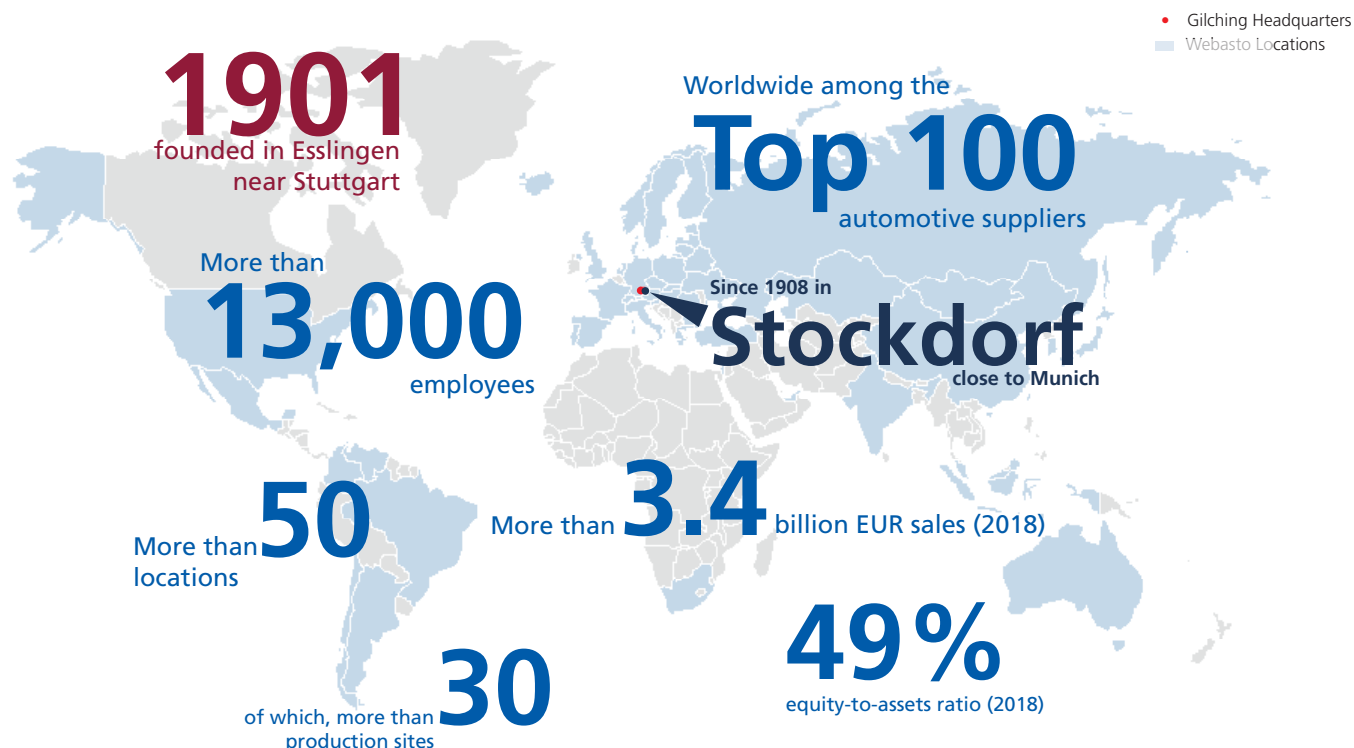 Gilching Headquarters
Webasto Locations
1901
founded in Esslingen
near Stuttgart
Worldwide among the
Top 100
automotive suppliers
More than
13,000
employees
Since 1908 in
Stockdorf
close to Munich
More than 50
locations
More than 3.4 billion EUR sales (2018)
of which, more than 30
production sites
49%
equity-to-assets ratio (2018)